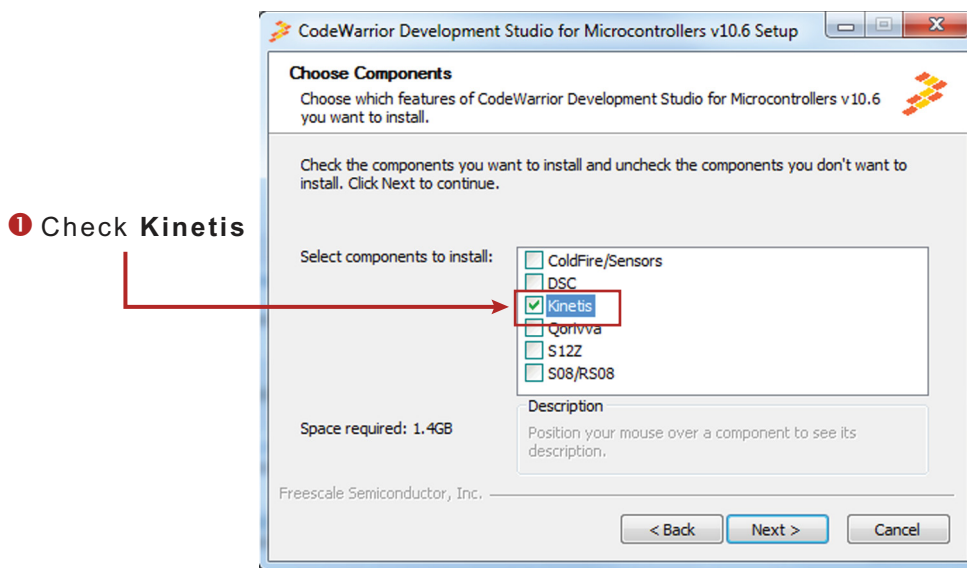 CodeWarrior Development Studio for Microcontrollers v10.6 Setup
Choose Components
Choose which features of CodeWarrior Development Studio for Microcontrollers v10.6
you want to install.
Check the components you want to install and uncheck the components you don't want to
install. Click Next to continue.
❶ Check Kinetis
Select components to install:
ColdFire/Sensors
DSC
Kinetis
Qorivva
S12Z
S08/RS08
Space required: 1.4GB
Description
Position your mouse over a component to see its
description.
Freescale Semiconductor, Inc.
< Back
Next >
Cancel